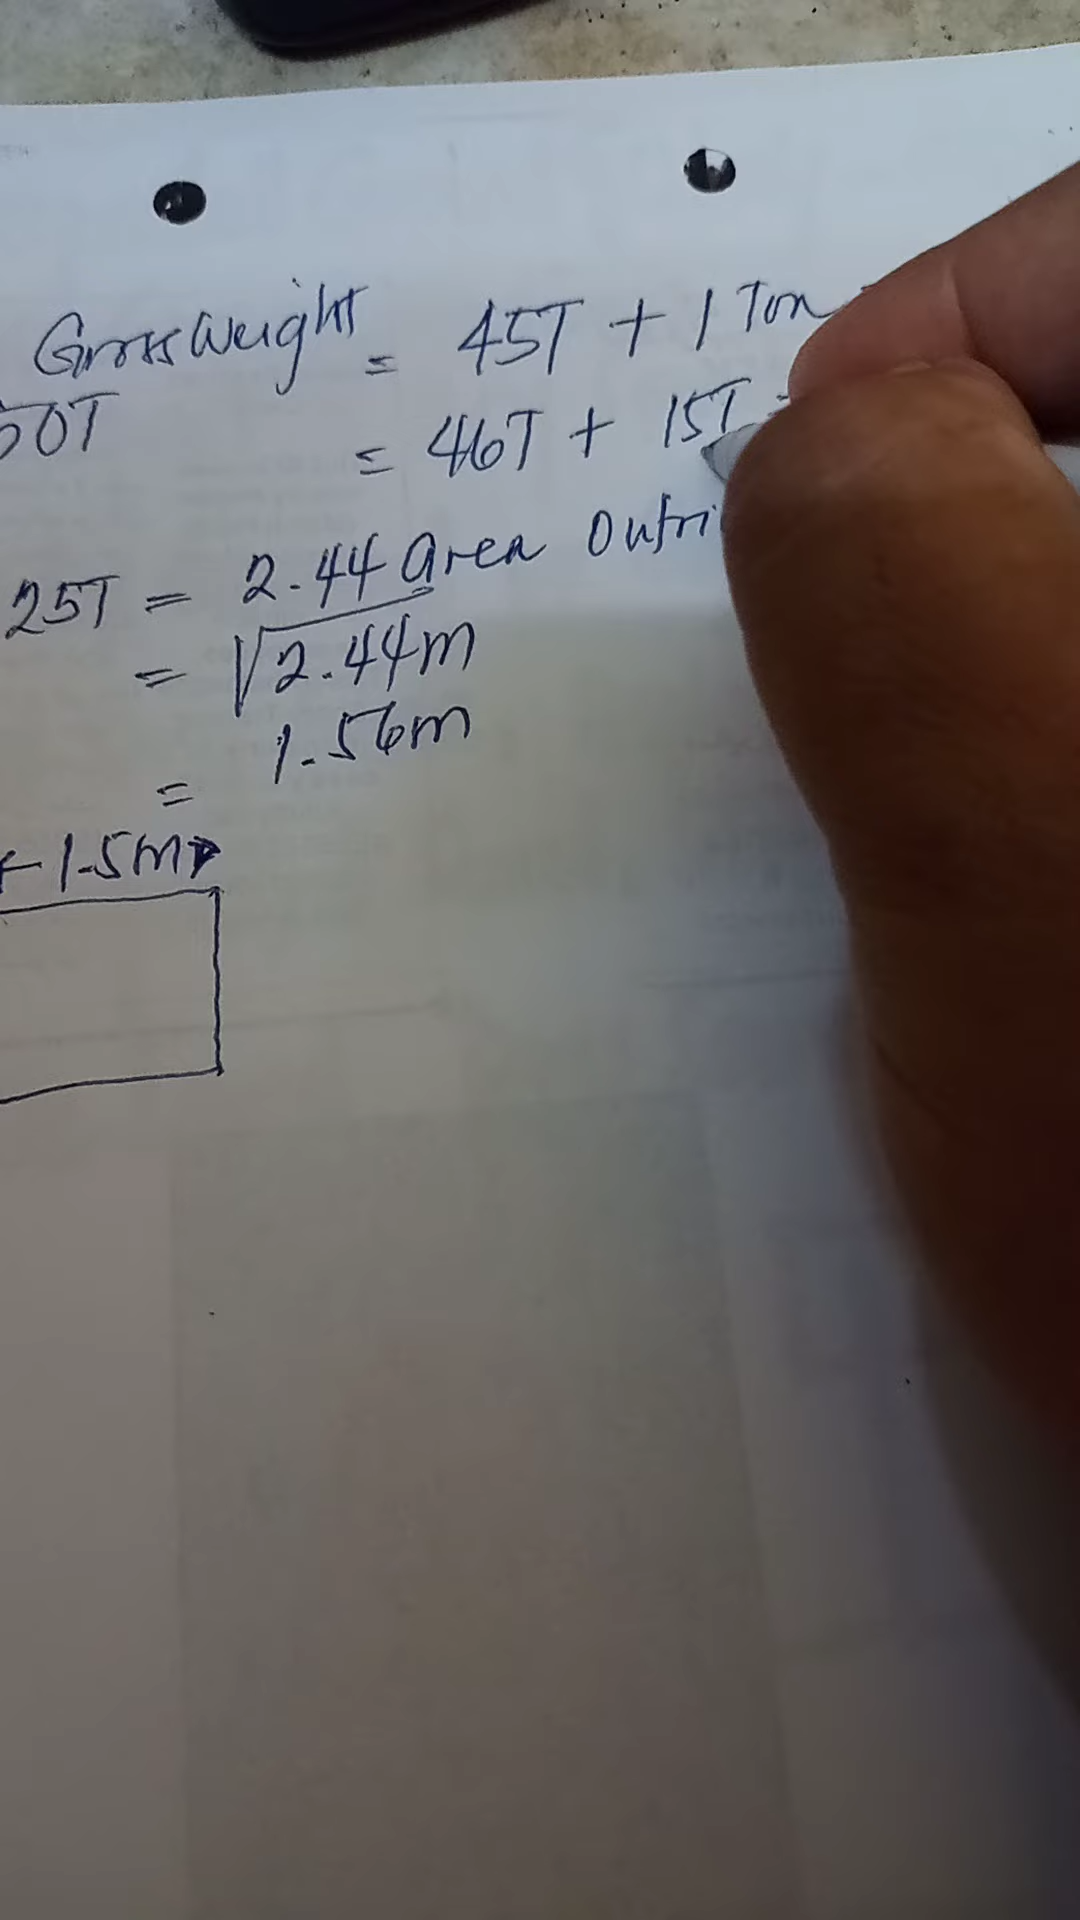 Gross Weight = 45T + 1 Ton
50T = 46T + 15T =
25T = 2.44 area Outri
= √2.44m
= 1.56m
1.5m